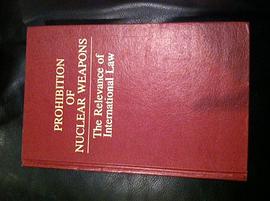 PROHIBITION
OF
NUCLEAR WEAPONS
The Relevance of
International Law